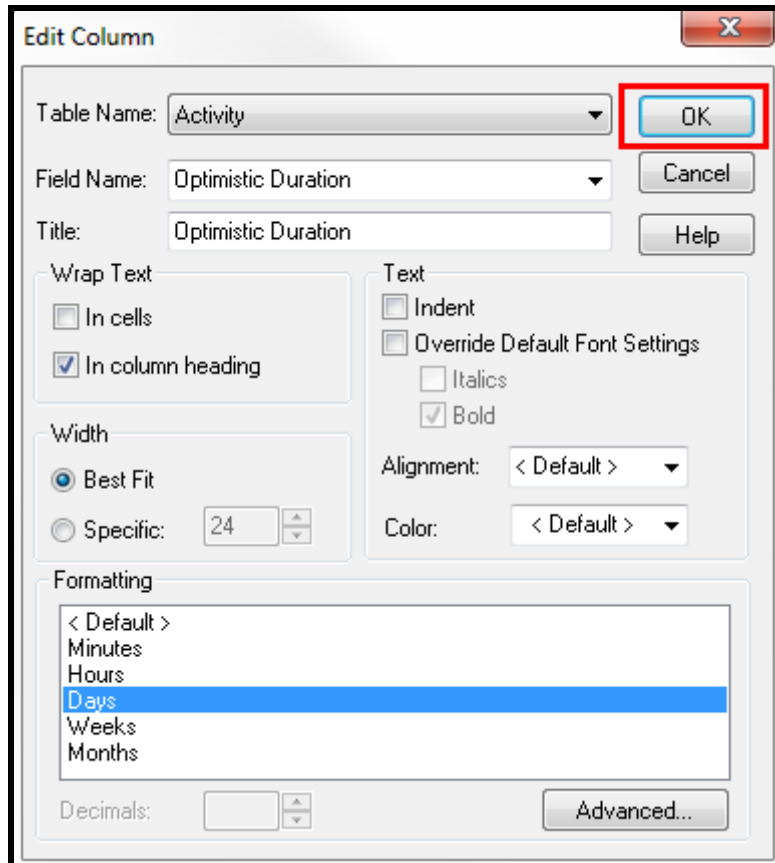 Edit Column
Table Name: Activity OK
Field Name: Optimistic Duration Cancel
Title: Optimistic Duration Help
Wrap Text
In cells
In column heading
Text
Indent
Override Default Font Settings
Italics
Bold
Width
Best Fit
Specific: 24
Alignment: < Default >
Color: < Default >
Formatting
< Default >
Minutes
Hours
Days
Weeks
Months
Decimals: Advanced...